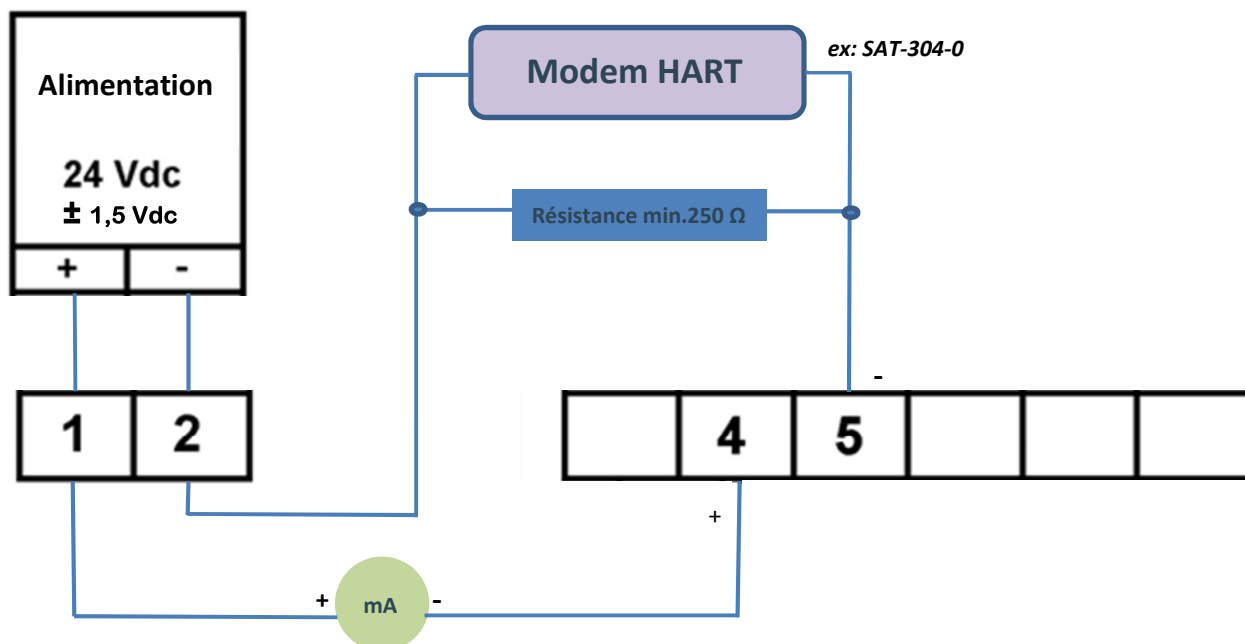 Alimentation
24 Vdc
± 1,5 Vdc
+ -
Modem HART
ex: SAT-304-0
Résistance min.250 Ω
-
1 2
4 5
+
+ mA -